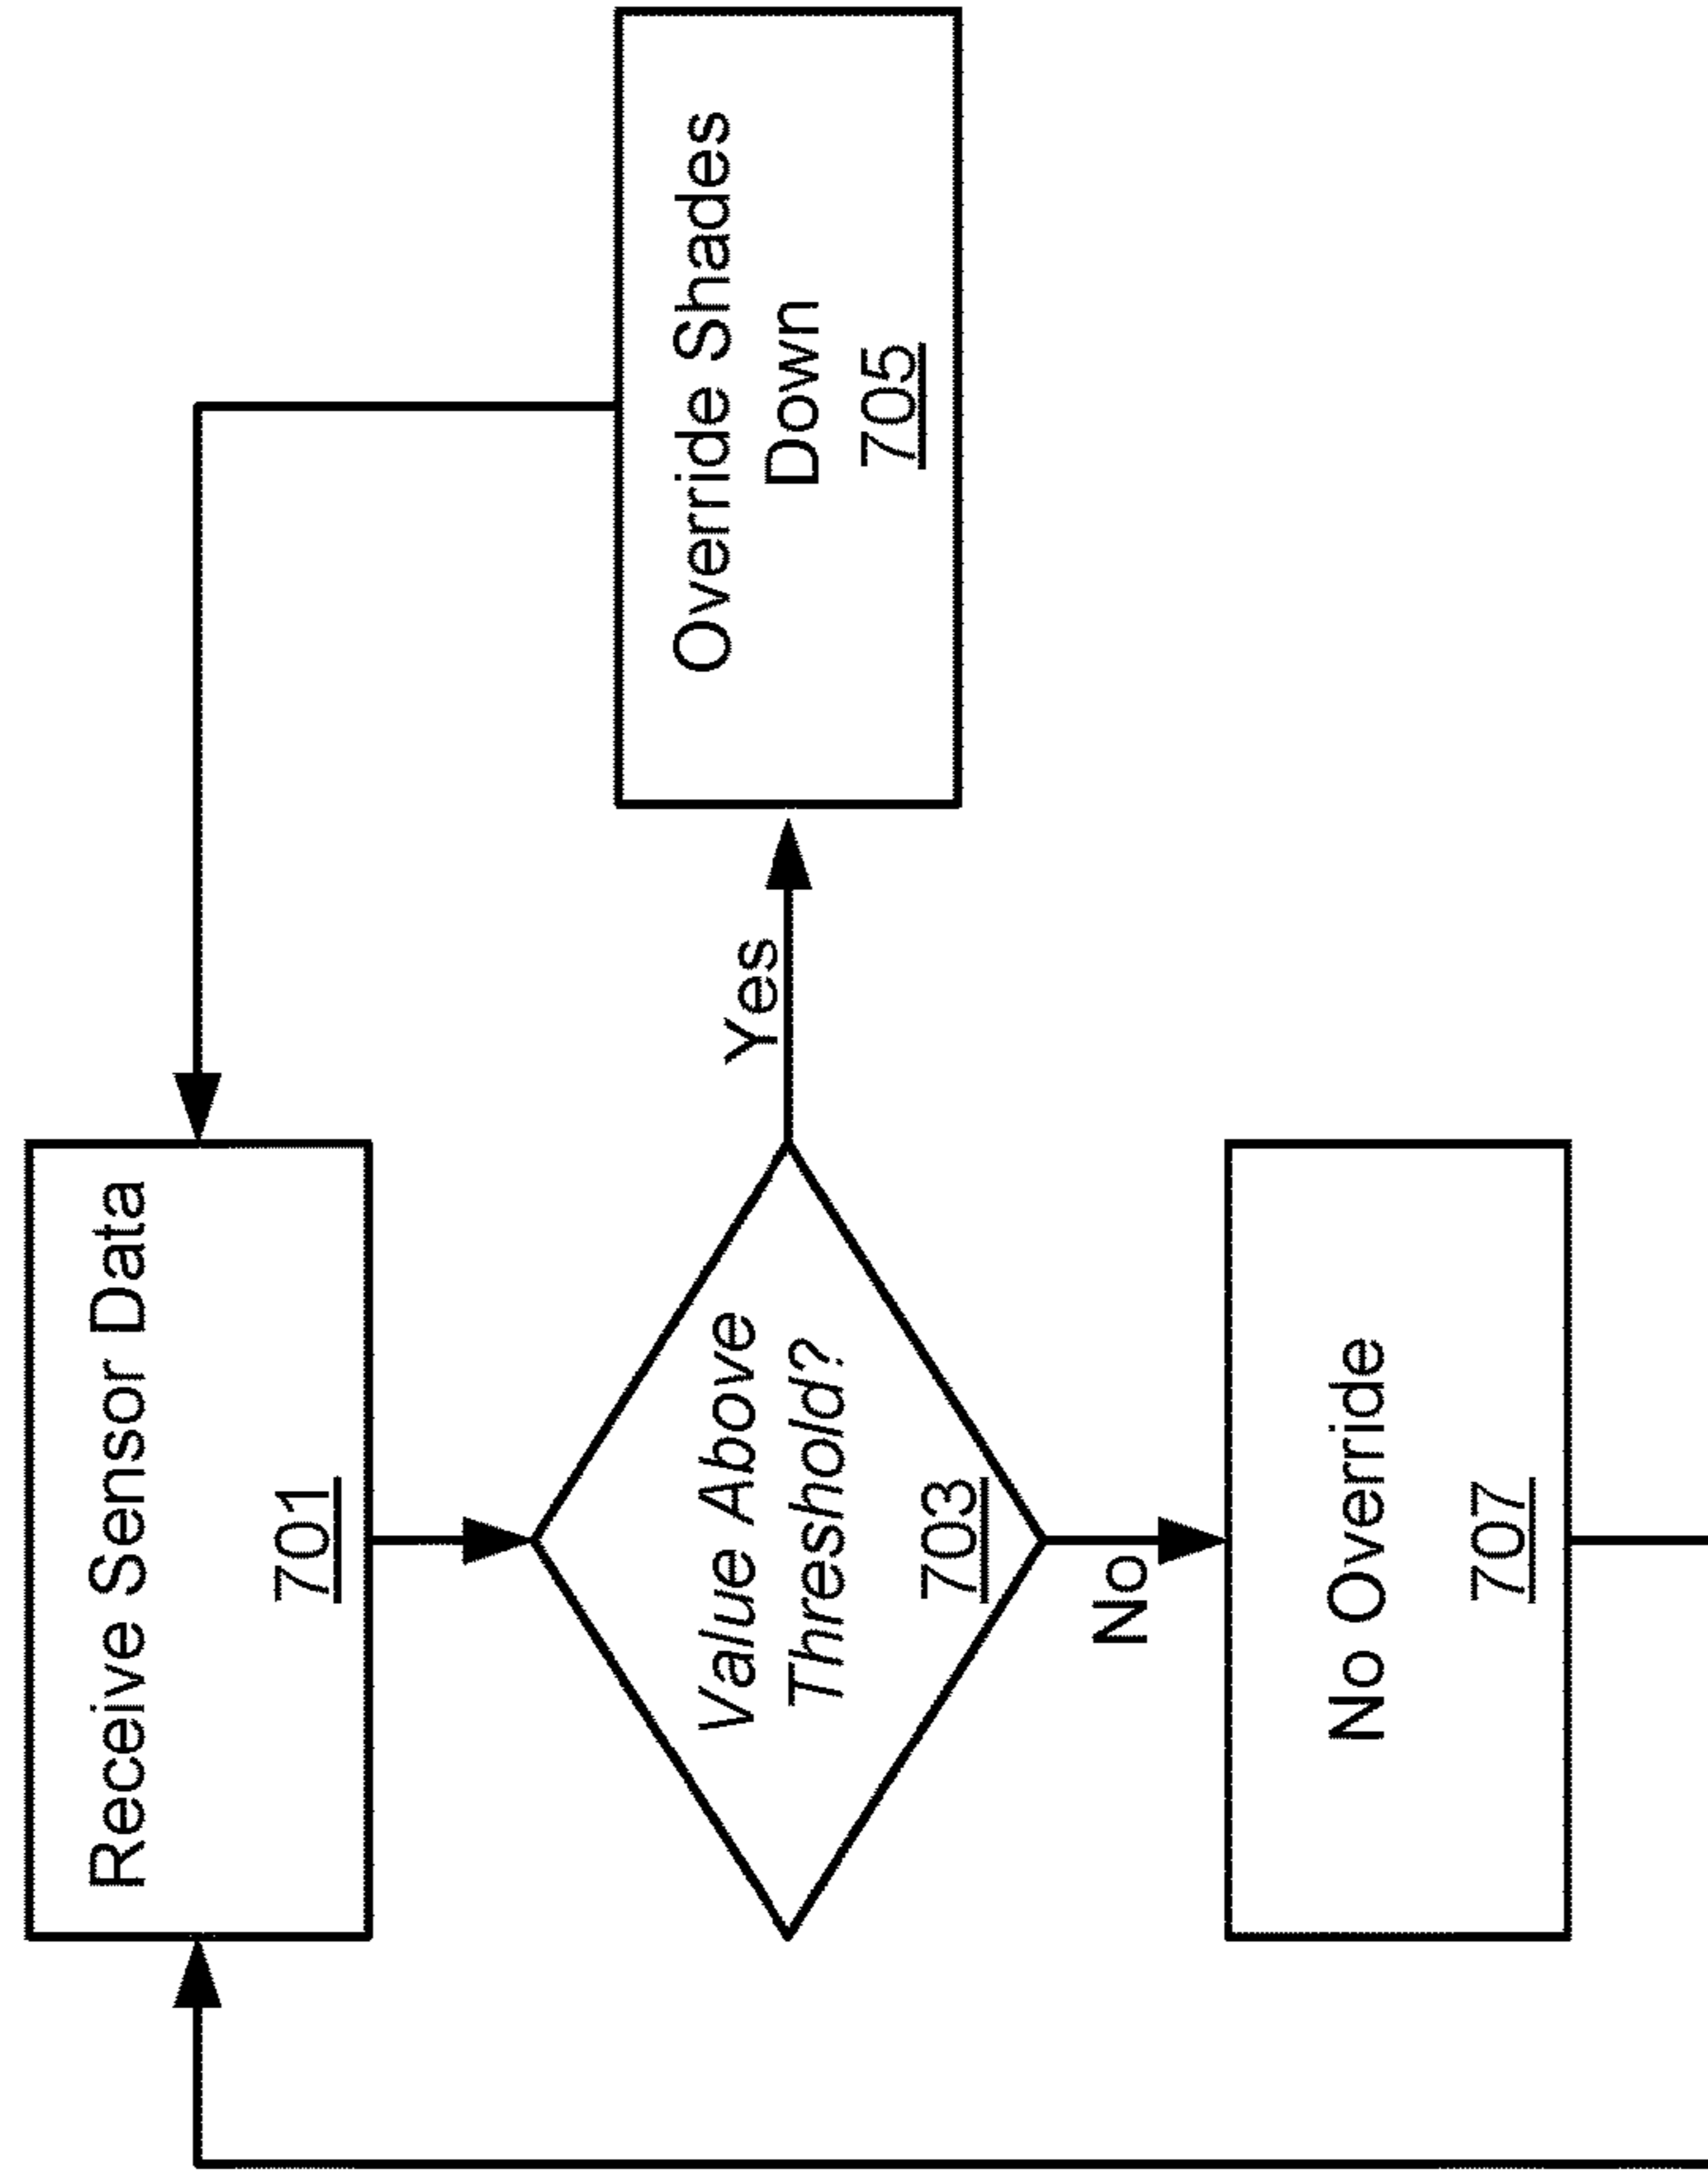 Receive Sensor Data
701
Value Above
Threshold?
703
Yes
Override Shades
Down
705
No
No Override
707